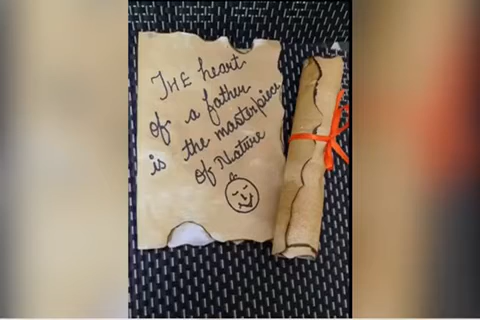 THE heart
of a father
is the masterpiece
of Nature